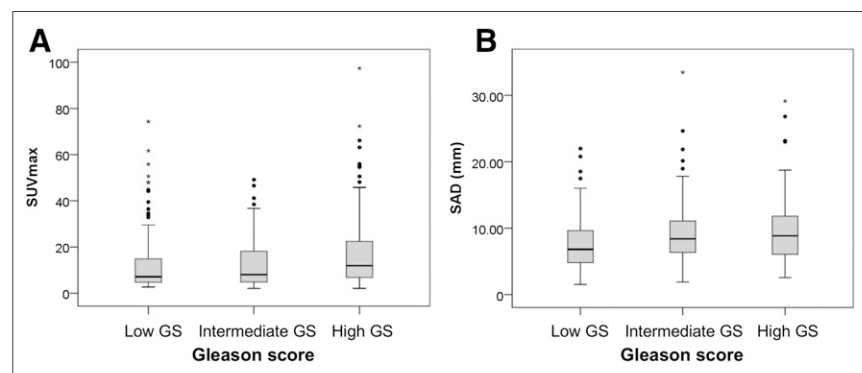 A
100
80
60
40
20
0
SUVmax
Low GS Intermediate GS High GS
Gleason score
B
30.00
20.00
10.00
0
SAD (mm)
Low GS Intermediate GS High GS
Gleason score